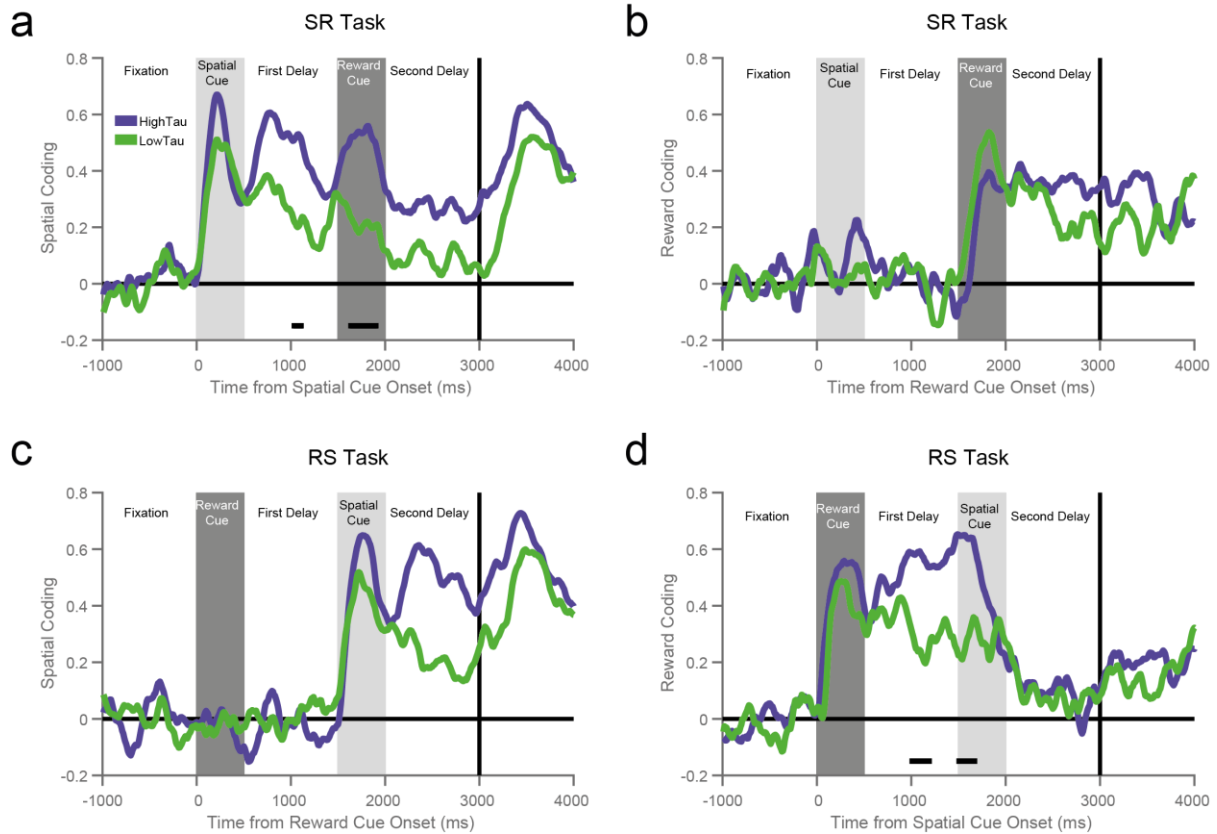 a
SR Task
0.8
0.6
0.4
0.2
0
-0.2
Spatial Coding
Fixation
Spatial
Cue
First Delay
Reward
Cue
Second Delay
HighTau
LowTau
-1000 0 1000 2000 3000 4000
Time from Spatial Cue Onset (ms)
b
SR Task
0.8
0.6
0.4
0.2
0
-0.2
Reward Coding
Fixation
Spatial
Cue
First Delay
Reward
Cue
Second Delay
-1000 0 1000 2000 3000 4000
Time from Reward Cue Onset (ms)
c
RS Task
0.8
0.6
0.4
0.2
0
-0.2
Spatial Coding
Fixation
Reward
Cue
First Delay
Spatial
Cue
Second Delay
-1000 0 1000 2000 3000 4000
Time from Reward Cue Onset (ms)
d
RS Task
0.8
0.6
0.4
0.2
0
-0.2
Reward Coding
Fixation
Reward
Cue
First Delay
Spatial
Cue
Second Delay
-1000 0 1000 2000 3000 4000
Time from Spatial Cue Onset (ms)